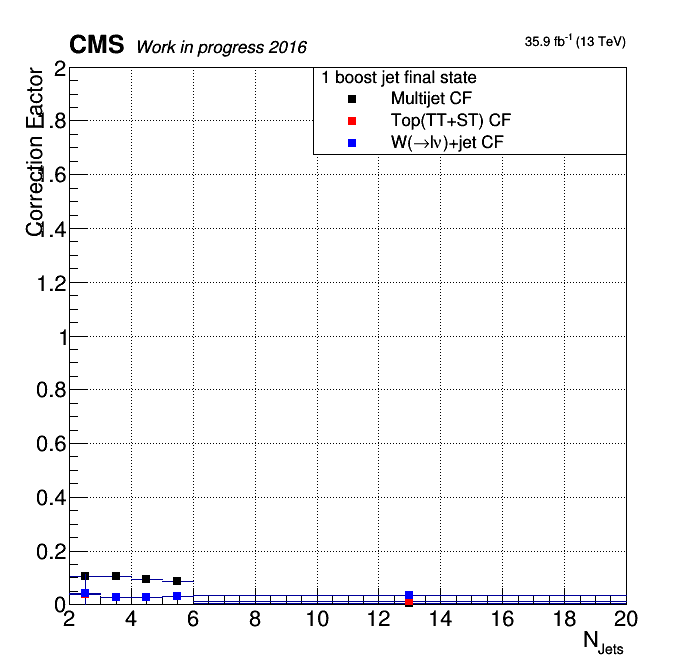 CMS Work in progress 2016
35.9 fb⁻¹ (13 TeV)
Correction Factor
1 boost jet final state
Multijet CF
Top(TT+ST) CF
W(→lν)+jet CF
2
1.8
1.6
1.4
1.2
1
0.8
0.6
0.4
0.2
0
2 4 6 8 10 12 14 16 18 20
N_Jets